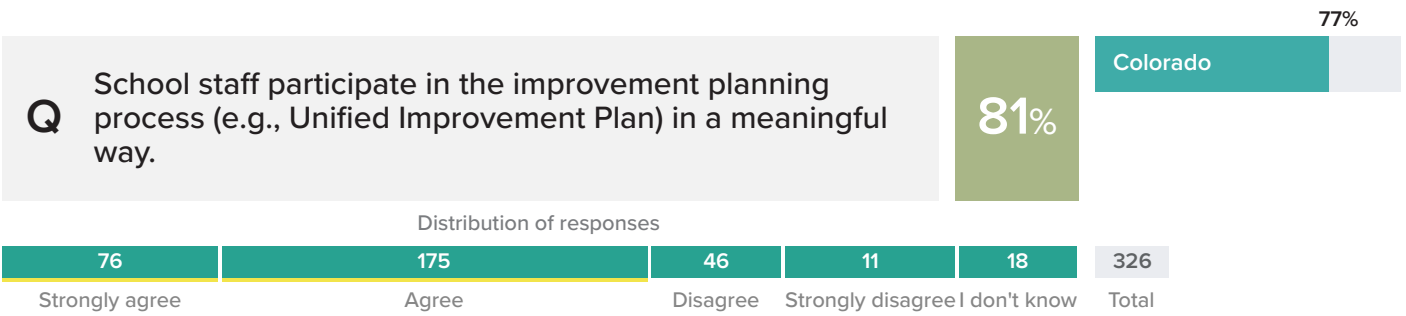 77%
Q
School staff participate in the improvement planning
process (e.g., Unified Improvement Plan) in a meaningful
way.
81%
Colorado
Distribution of responses
76 175 46 11 18 326
Strongly agree Agree Disagree Strongly disagree I don't know Total